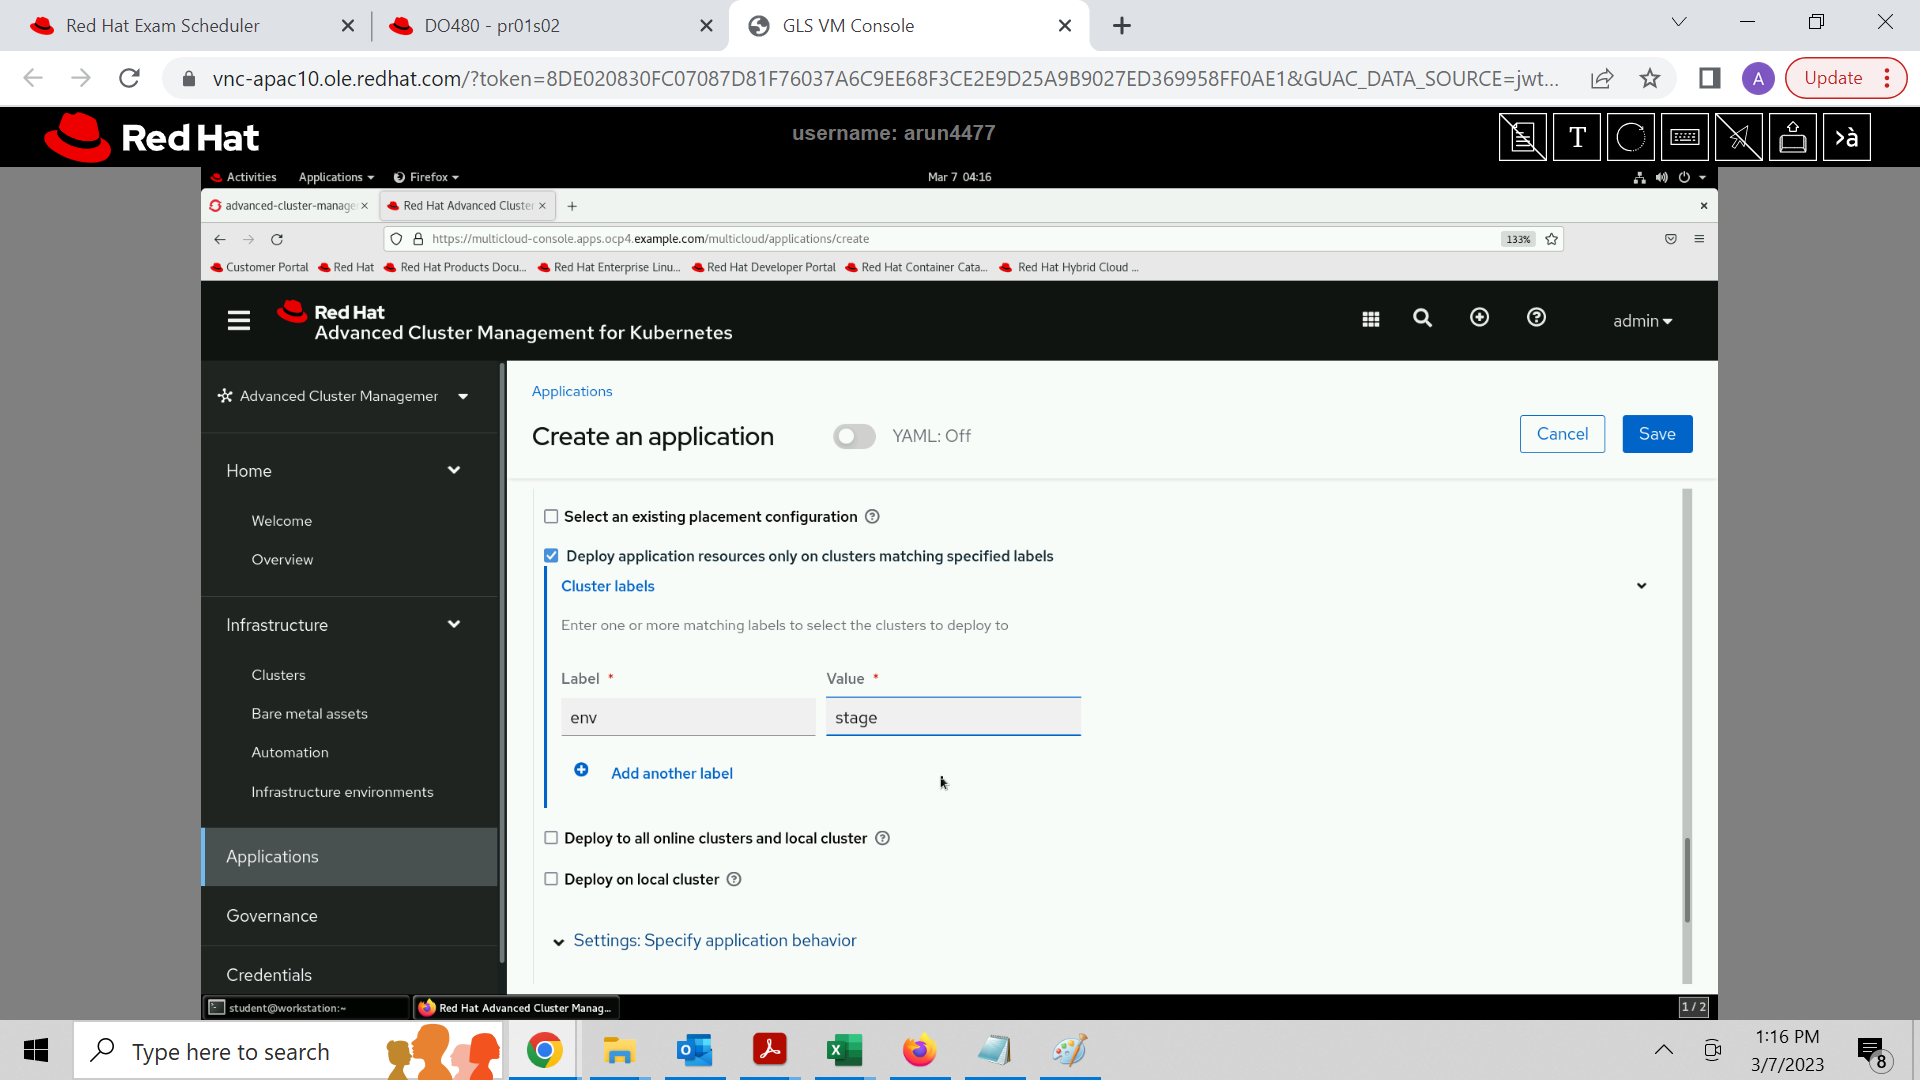 Red Hat Exam Scheduler
DO480 - pr01s02
GLS VM Console
vnc-apac10.ole.redhat.com/?token=8DE020830FC07087D81F76037A6C9EE68F3CE2E9D25A9B9027ED369958FF0AE1&GUAC_DATA_SOURCE=jwt...
A
Update
Red Hat
username: arun4477
T
>à
Activities
Applications
Firefox
Mar 7 04:16
advanced-cluster-manage
Red Hat Advanced Cluster
https://multicloud-console.apps.ocp4.example.com/multicloud/applications/create
133%
Customer Portal
Red Hat
Red Hat Products Docu...
Red Hat Enterprise Linu...
Red Hat Developer Portal
Red Hat Container Cata...
Red Hat Hybrid Cloud ...
Red Hat
Advanced Cluster Management for Kubernetes
admin
Advanced Cluster Managemer
Home
Welcome
Overview
Infrastructure
Clusters
Bare metal assets
Automation
Infrastructure environments
Applications
Governance
Credentials
Applications
Create an application
YAML: Off
Cancel
Save
Select an existing placement configuration
Deploy application resources only on clusters matching specified labels
Cluster labels
Enter one or more matching labels to select the clusters to deploy to
Label *
Value *
env
stage
Add another label
Deploy to all online clusters and local cluster
Deploy on local cluster
Settings: Specify application behavior
student@workstation:~
Red Hat Advanced Cluster Manag...
1 / 2
Type here to search
1:16 PM
3/7/2023
8